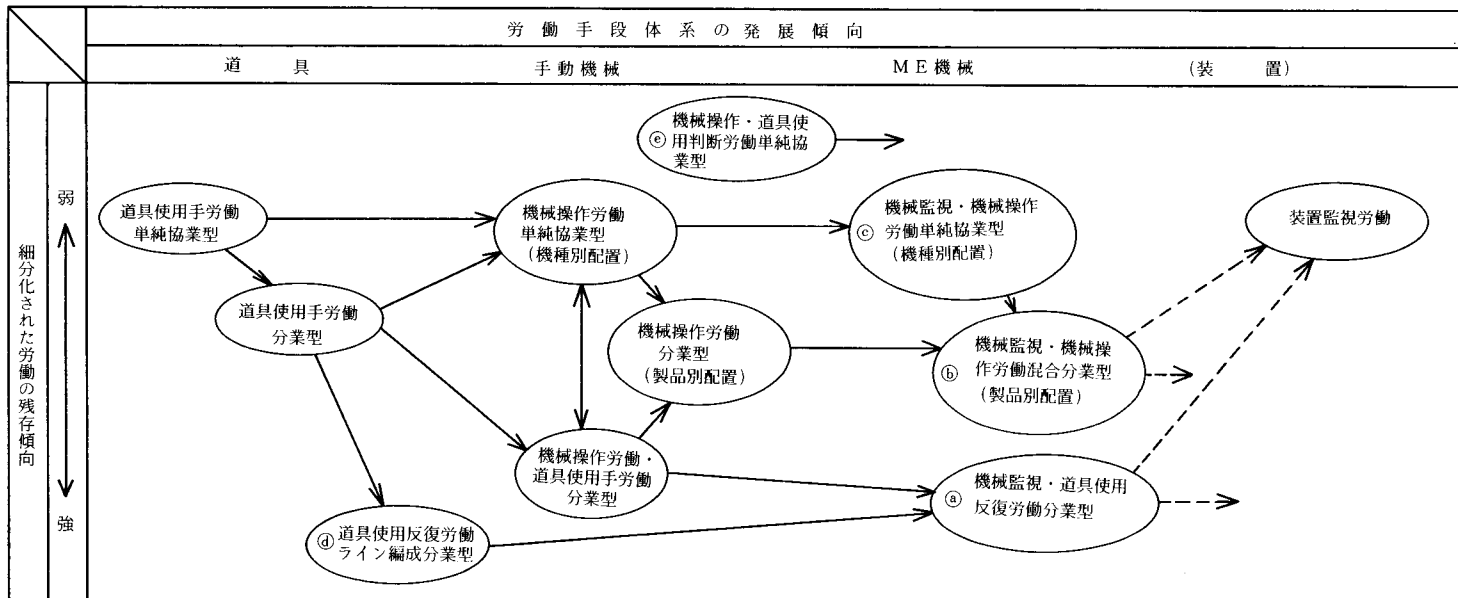 労働手段体系の発展傾向
道具
手動機械
ME機械
(装置)
細分化された労働の残存傾向
弱
強
機械操作・道具使
ⓔ用判断労働単純協
業型
道具使用手労働
単純協業型
機械操作労働
単純協業型
(機種別配置)
機械監視・機械操作
ⓒ労働単純協業型
(機種別配置)
装置監視労働
道具使用手労働
分業型
機械操作労働
分業型
(製品別配置)
機械監視・機械操
ⓑ作労働混合分業型
(製品別配置)
機械操作労働・
道具使用手労働
分業型
機械監視・道具使用
ⓐ反復労働分業型
道具使用反復労働
ⓓライン編成分業型